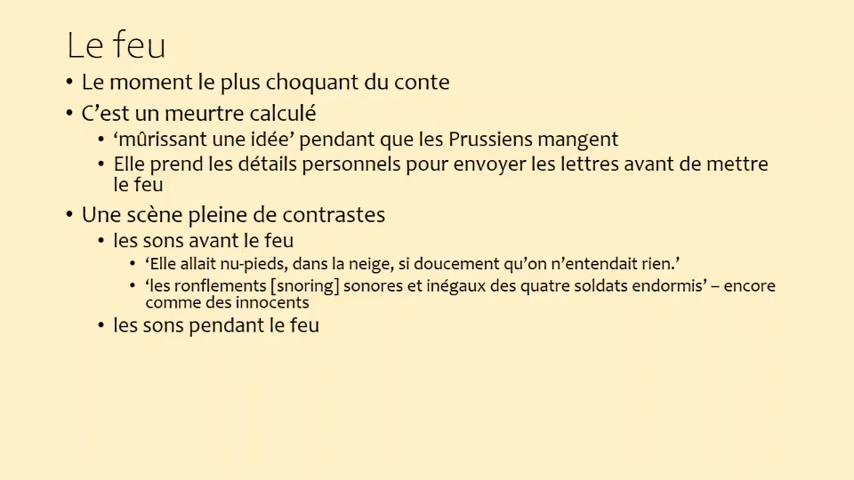 Le feu
• Le moment le plus choquant du conte
• C’est un meurtre calculé
• ‘mûrissant une idée’ pendant que les Prussiens mangent
• Elle prend les détails personnels pour envoyer les lettres avant de mettre
le feu
• Une scène pleine de contrastes
• les sons avant le feu
• ‘Elle allait nu-pieds, dans la neige, si doucement qu’on n’entendait rien.’
• ‘les ronflements [snoring] sonores et inégaux des quatre soldats endormis’ – encore
comme des innocents
• les sons pendant le feu